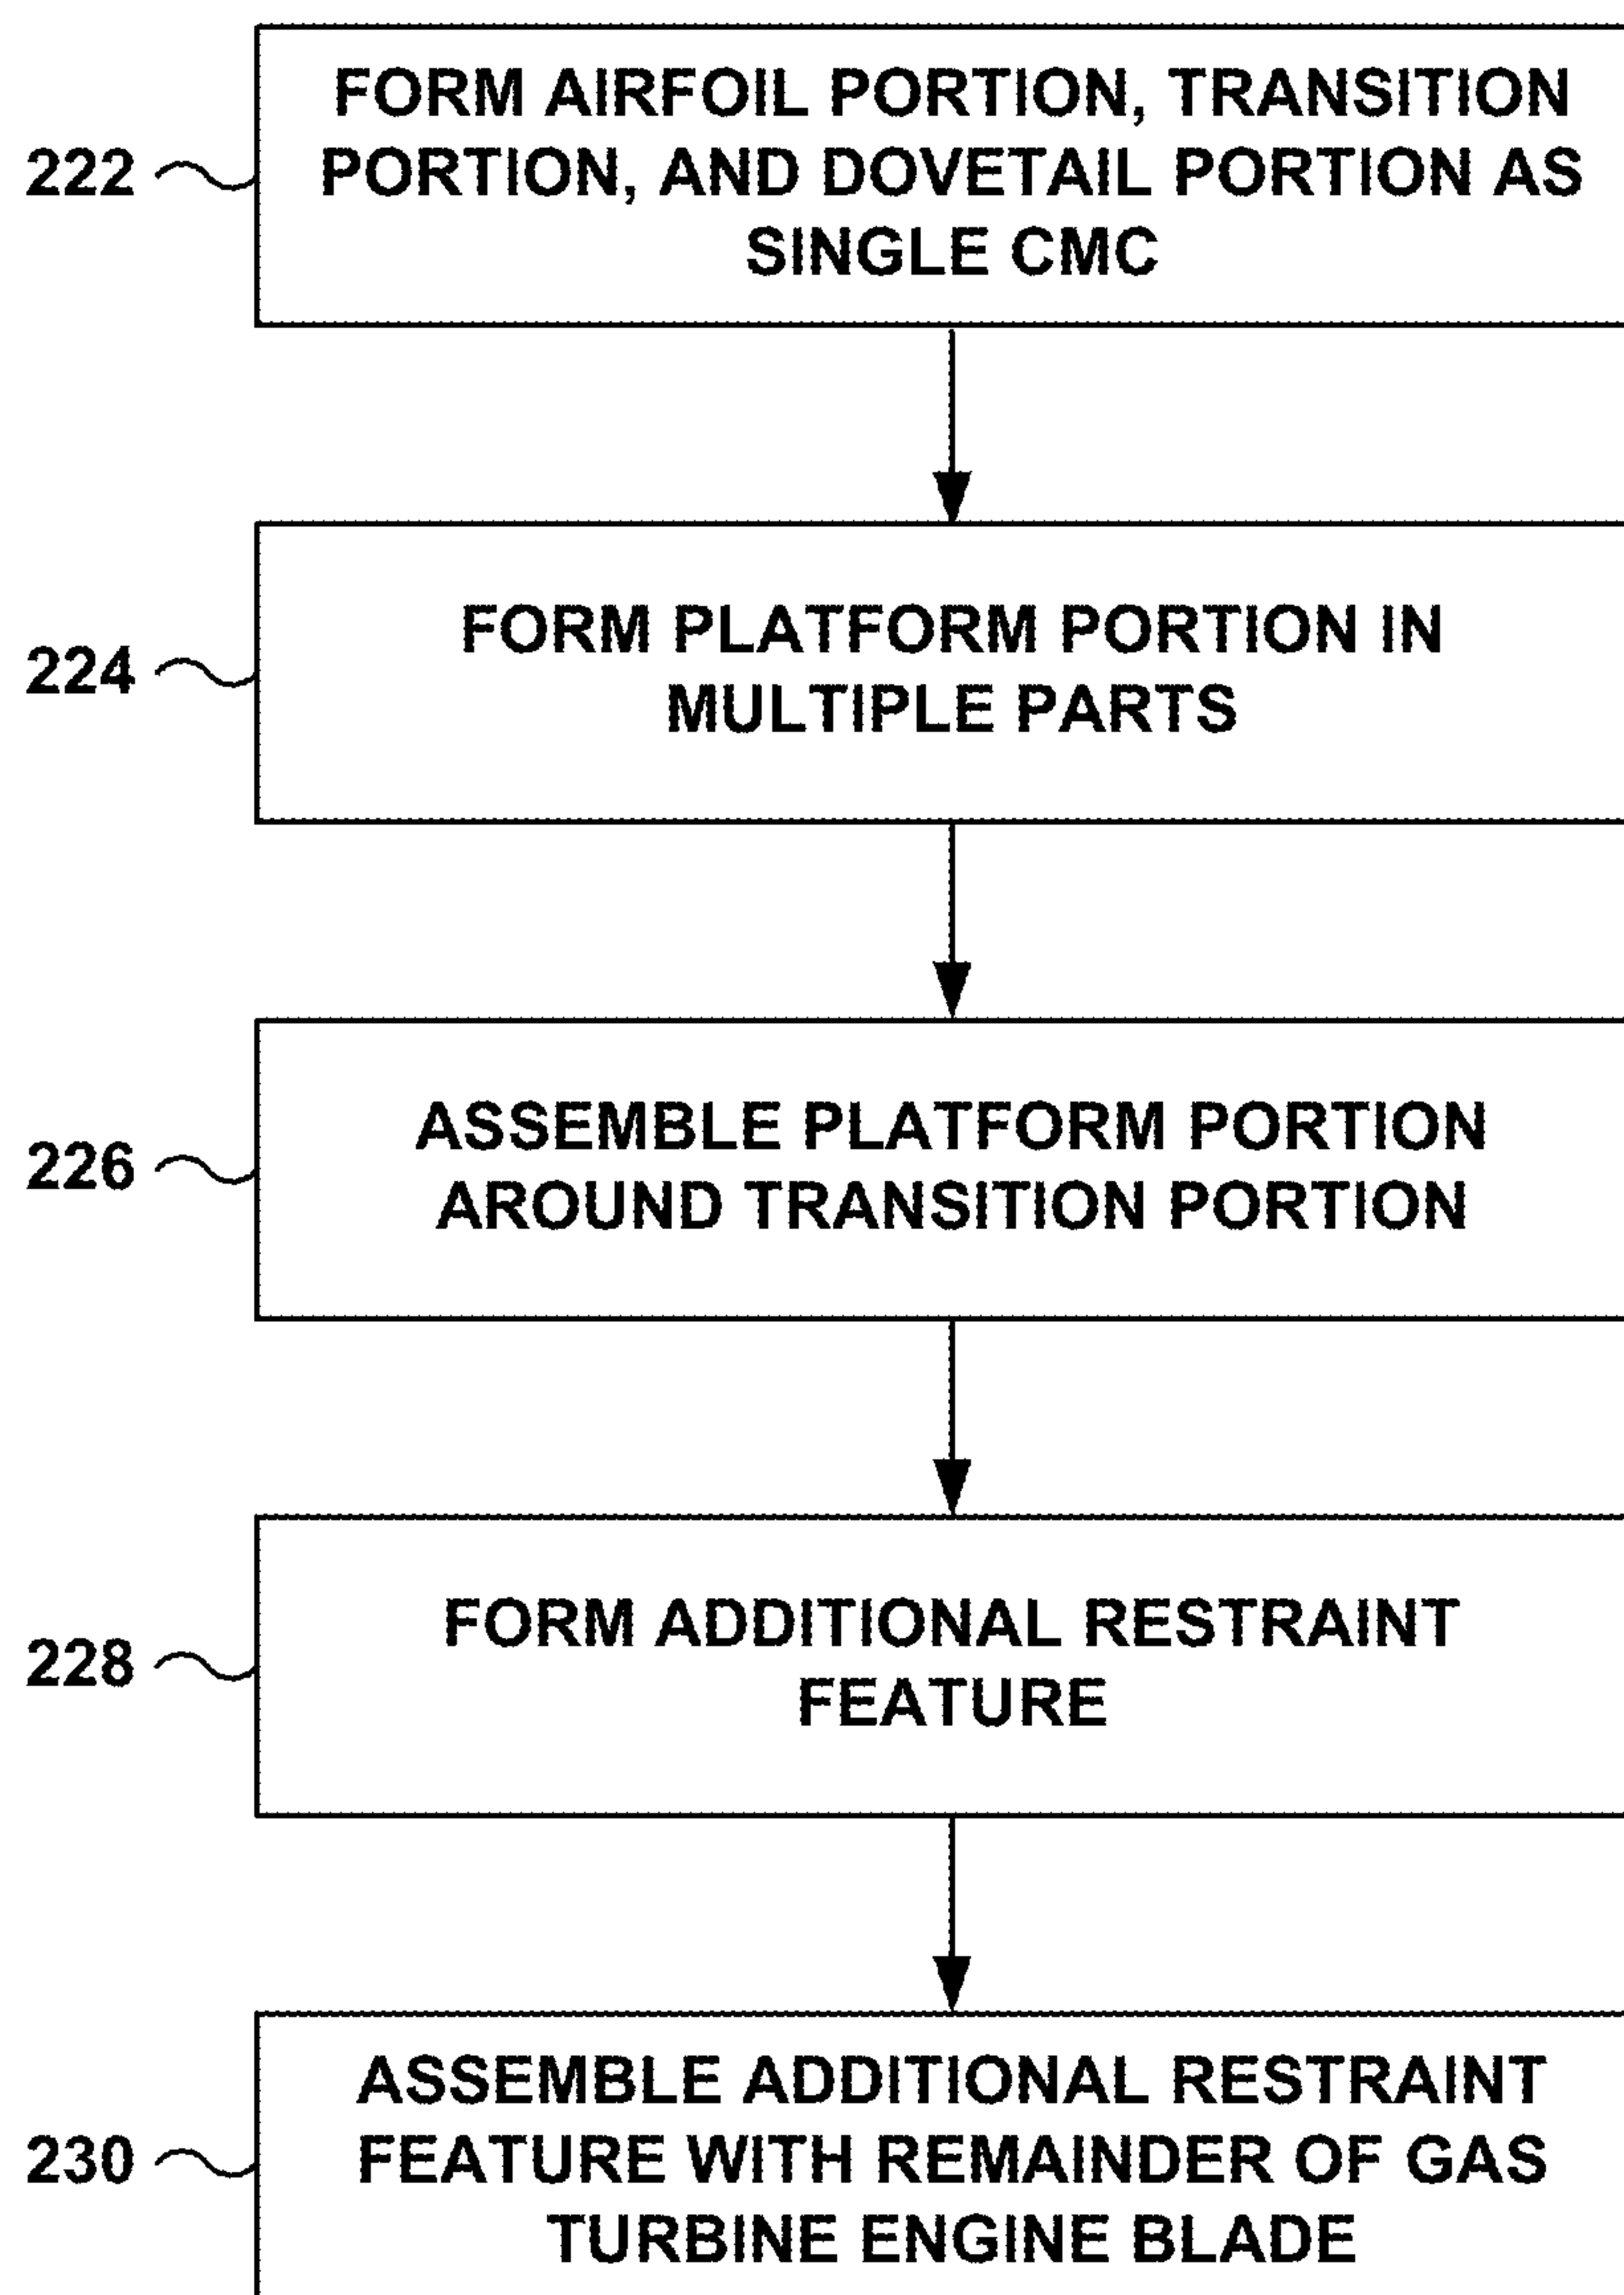 FORM AIRFOIL PORTION, TRANSITION
222
PORTION, AND DOVETAIL PORTION AS
SINGLE CMC
FORM PLATFORM PORTION IN
224
MULTIPLE PARTS
ASSEMBLE PLATFORM PORTION
226
AROUND TRANSITION PORTION
FORM ADDITIONAL RESTRAINT
228
FEATURE
ASSEMBLE ADDITIONAL RESTRAINT
230
FEATURE WITH REMAINDER OF GAS
TURBINE ENGINE BLADE